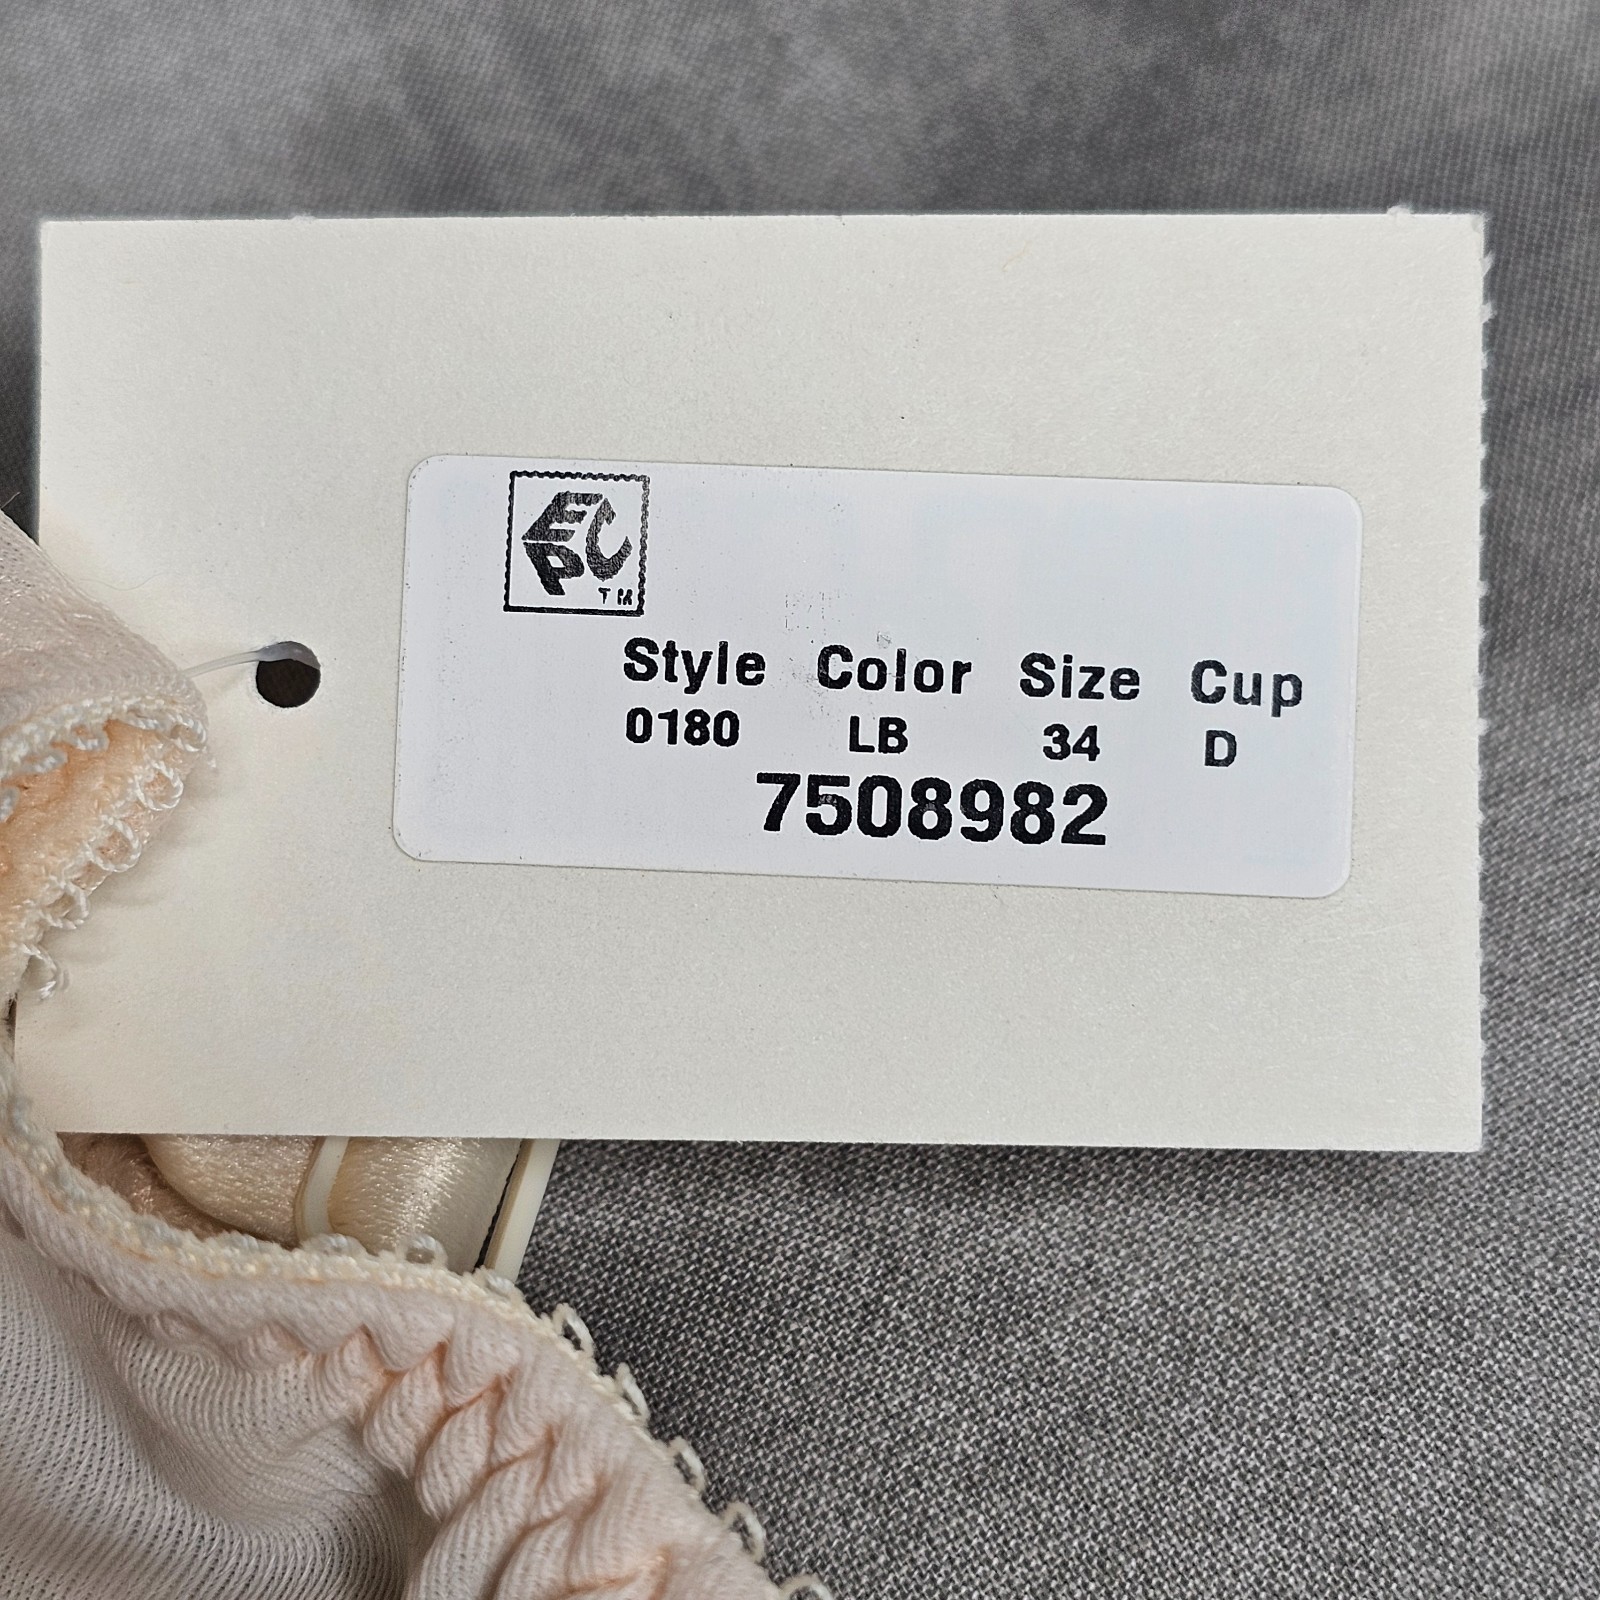 EPC
TM
Style Color Size Cup
0180 LB 34 D
7508982